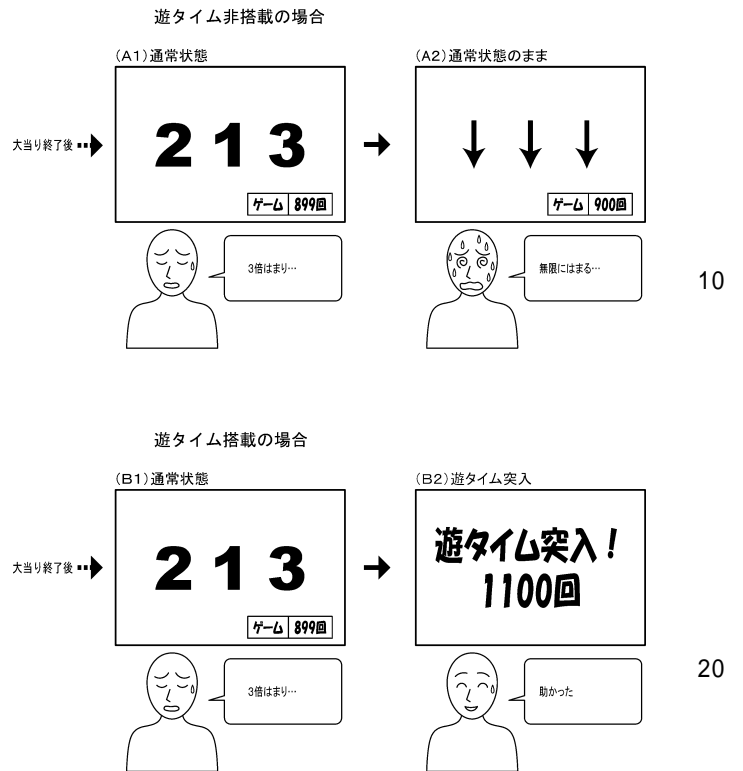 遊タイム非搭載の場合
(A1)通常状態
(A2)通常状態のまま
大当り終了後
2 1 3
↓ ↓ ↓
ゲーム 899回
ゲーム 900回
3倍はまり…
無限にはまる…
10
遊タイム搭載の場合
(B1)通常状態
(B2)遊タイム突入
大当り終了後
2 1 3
遊タイム突入!
1100回
ゲーム 899回
3倍はまり…
助かった
20